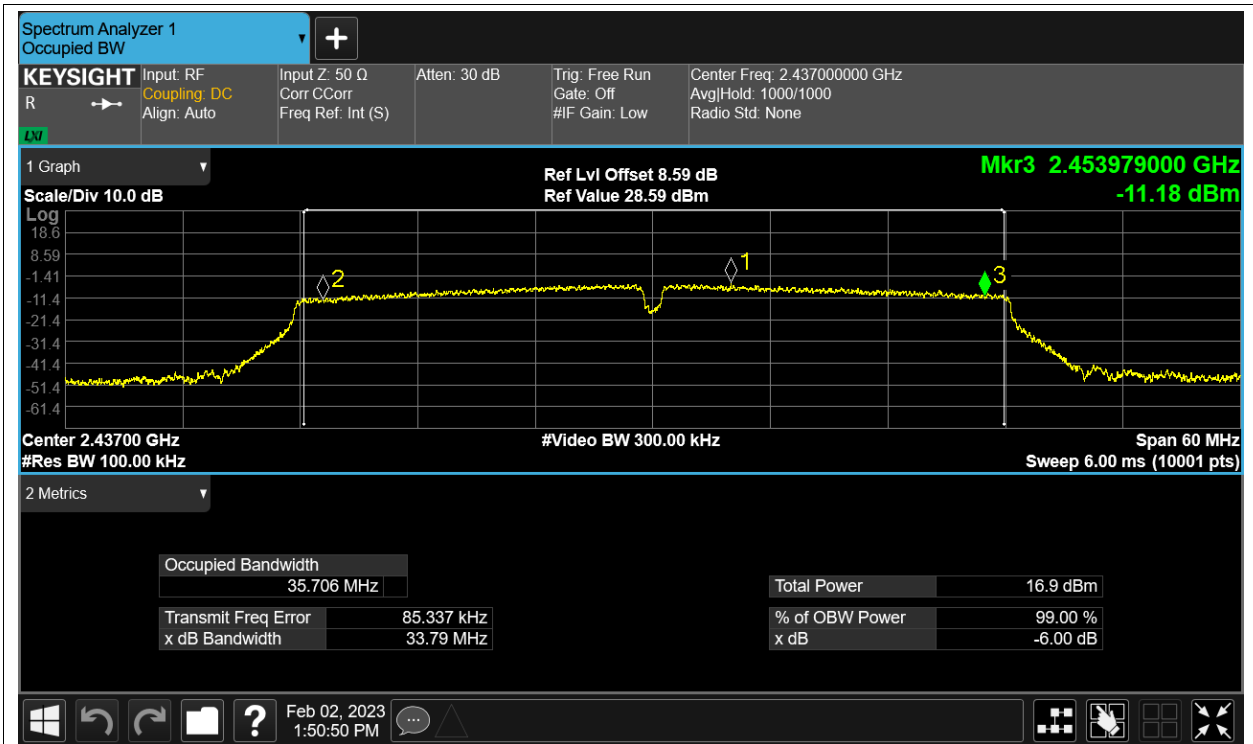 Spectrum Analyzer 1
Occupied BW
KEYSIGHT
R
LXI
Input: RF
Coupling: DC
Align: Auto
Input Z: 50 Ω
Corr CCorr
Freq Ref: Int (S)
Atten: 30 dB
Trig: Free Run
Gate: Off
#IF Gain: Low
Center Freq: 2.437000000 GHz
Avg|Hold: 1000/1000
Radio Std: None
1 Graph
Scale/Div 10.0 dB
Ref Lvl Offset 8.59 dB
Ref Value 28.59 dBm
Mkr3 2.453979000 GHz
-11.18 dBm
Log
18.6
8.59
-1.41
-11.4
-21.4
-31.4
-41.4
-51.4
-61.4
2
1
3
Center 2.43700 GHz
#Res BW 100.00 kHz
#Video BW 300.00 kHz
Span 60 MHz
Sweep 6.00 ms (10001 pts)
2 Metrics
Occupied Bandwidth
35.706 MHz
Transmit Freq Error 85.337 kHz
x dB Bandwidth 33.79 MHz
Total Power 16.9 dBm
% of OBW Power 99.00 %
x dB -6.00 dB
?
Feb 02, 2023
1:50:50 PM